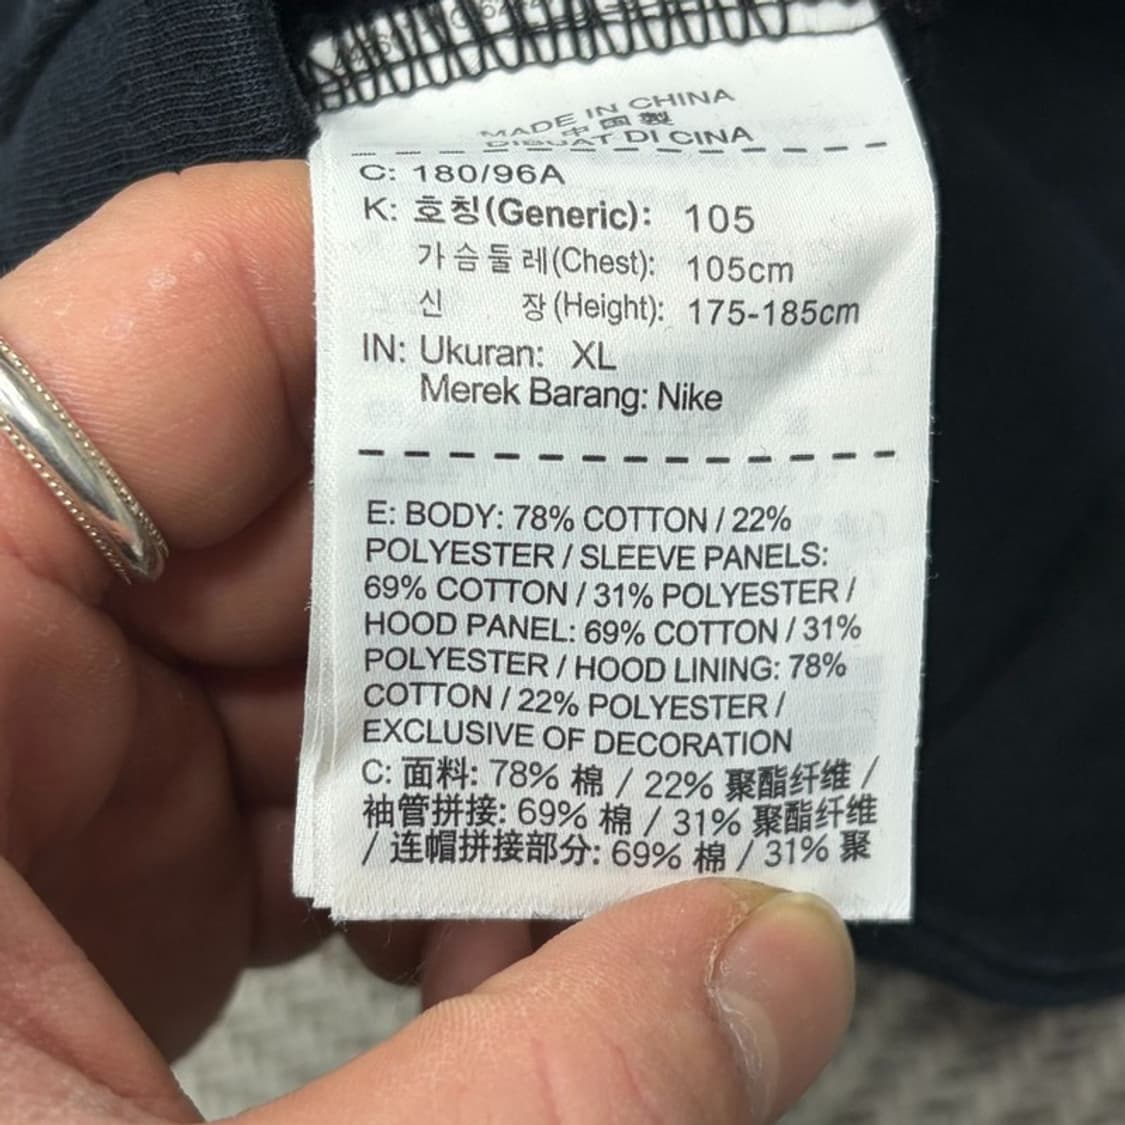 MADE IN CHINA
中国製
DIBUAT DI CINA
C: 180/96A
K: 호칭(Generic): 105
가슴둘레(Chest): 105cm
신 장(Height): 175-185cm
IN: Ukuran: XL
Merek Barang: Nike
E: BODY: 78% COTTON / 22%
POLYESTER / SLEEVE PANELS:
69% COTTON / 31% POLYESTER /
HOOD PANEL: 69% COTTON / 31%
POLYESTER / HOOD LINING: 78%
COTTON / 22% POLYESTER /
EXCLUSIVE OF DECORATION
C: 面料: 78% 棉 / 22% 聚酯纤维 /
袖管拼接: 69% 棉 / 31% 聚酯纤维
/ 连帽拼接部分: 69% 棉 / 31% 聚